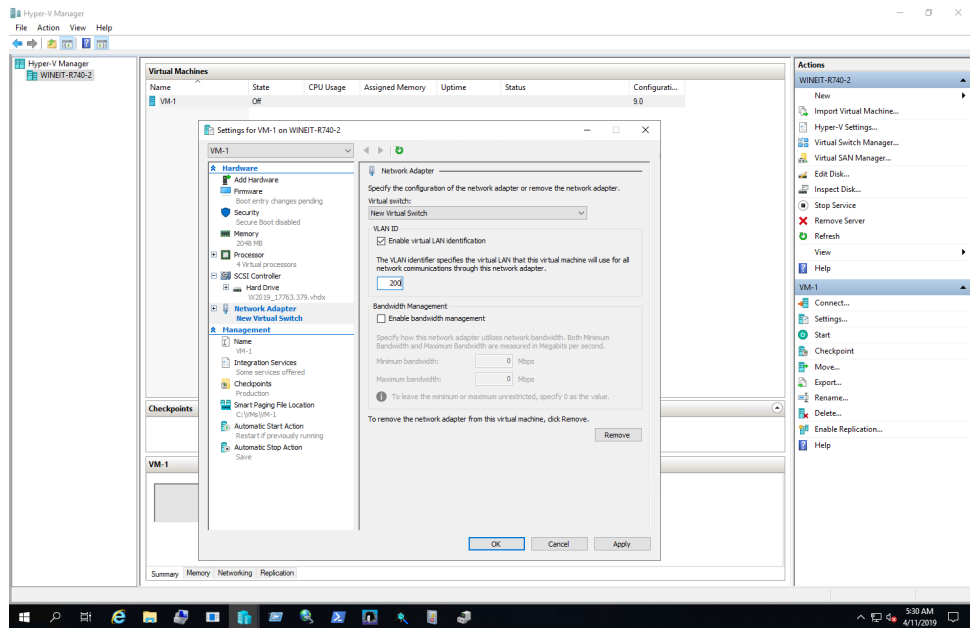 Hyper-V Manager
File Action View Help
Hyper-V Manager
WINEIT-R740-2
Virtual Machines
Name State CPU Usage Assigned Memory Uptime Status Configurati...
VM-1 Off 9.0
Settings for VM-1 on WINEIT-R740-2
VM-1
Hardware
Add Hardware
Firmware
Boot entry changes pending
Security
Secure Boot disabled
Memory
2048 MB
Processor
4 Virtual processors
SCSI Controller
Hard Drive
W2019_17763.379.vhdx
Network Adapter
New Virtual Switch
Management
Name
VM-1
Integration Services
Some services offered
Checkpoints
Production
Smart Paging File Location
C:\VMs\VM-1
Automatic Start Action
Restart if previously running
Automatic Stop Action
Save
Network Adapter
Specify the configuration of the network adapter or remove the network adapter.
Virtual switch:
New Virtual Switch
VLAN ID
Enable virtual LAN identification
The VLAN identifier specifies the virtual LAN that this virtual machine will use for all
network communications through this network adapter.
200
Bandwidth Management
Enable bandwidth management
Specify how this network adapter utilizes network bandwidth. Both Minimum
Bandwidth and Maximum Bandwidth are measured in Megabits per second.
Minimum bandwidth: 0 Mbps
Maximum bandwidth: 0 Mbps
To leave the minimum or maximum unrestricted, specify 0 as the value.
To remove the network adapter from this virtual machine, click Remove.
Remove
OK Cancel Apply
Checkpoints
VM-1
Summary Memory Networking Replication
Actions
WINEIT-R740-2
New
Import Virtual Machine...
Hyper-V Settings...
Virtual Switch Manager...
Virtual SAN Manager...
Edit Disk...
Inspect Disk...
Stop Service
Remove Server
Refresh
View
Help
VM-1
Connect...
Settings...
Start
Checkpoint
Move...
Export...
Rename...
Delete...
Enable Replication...
Help
5:30 AM
4/11/2019